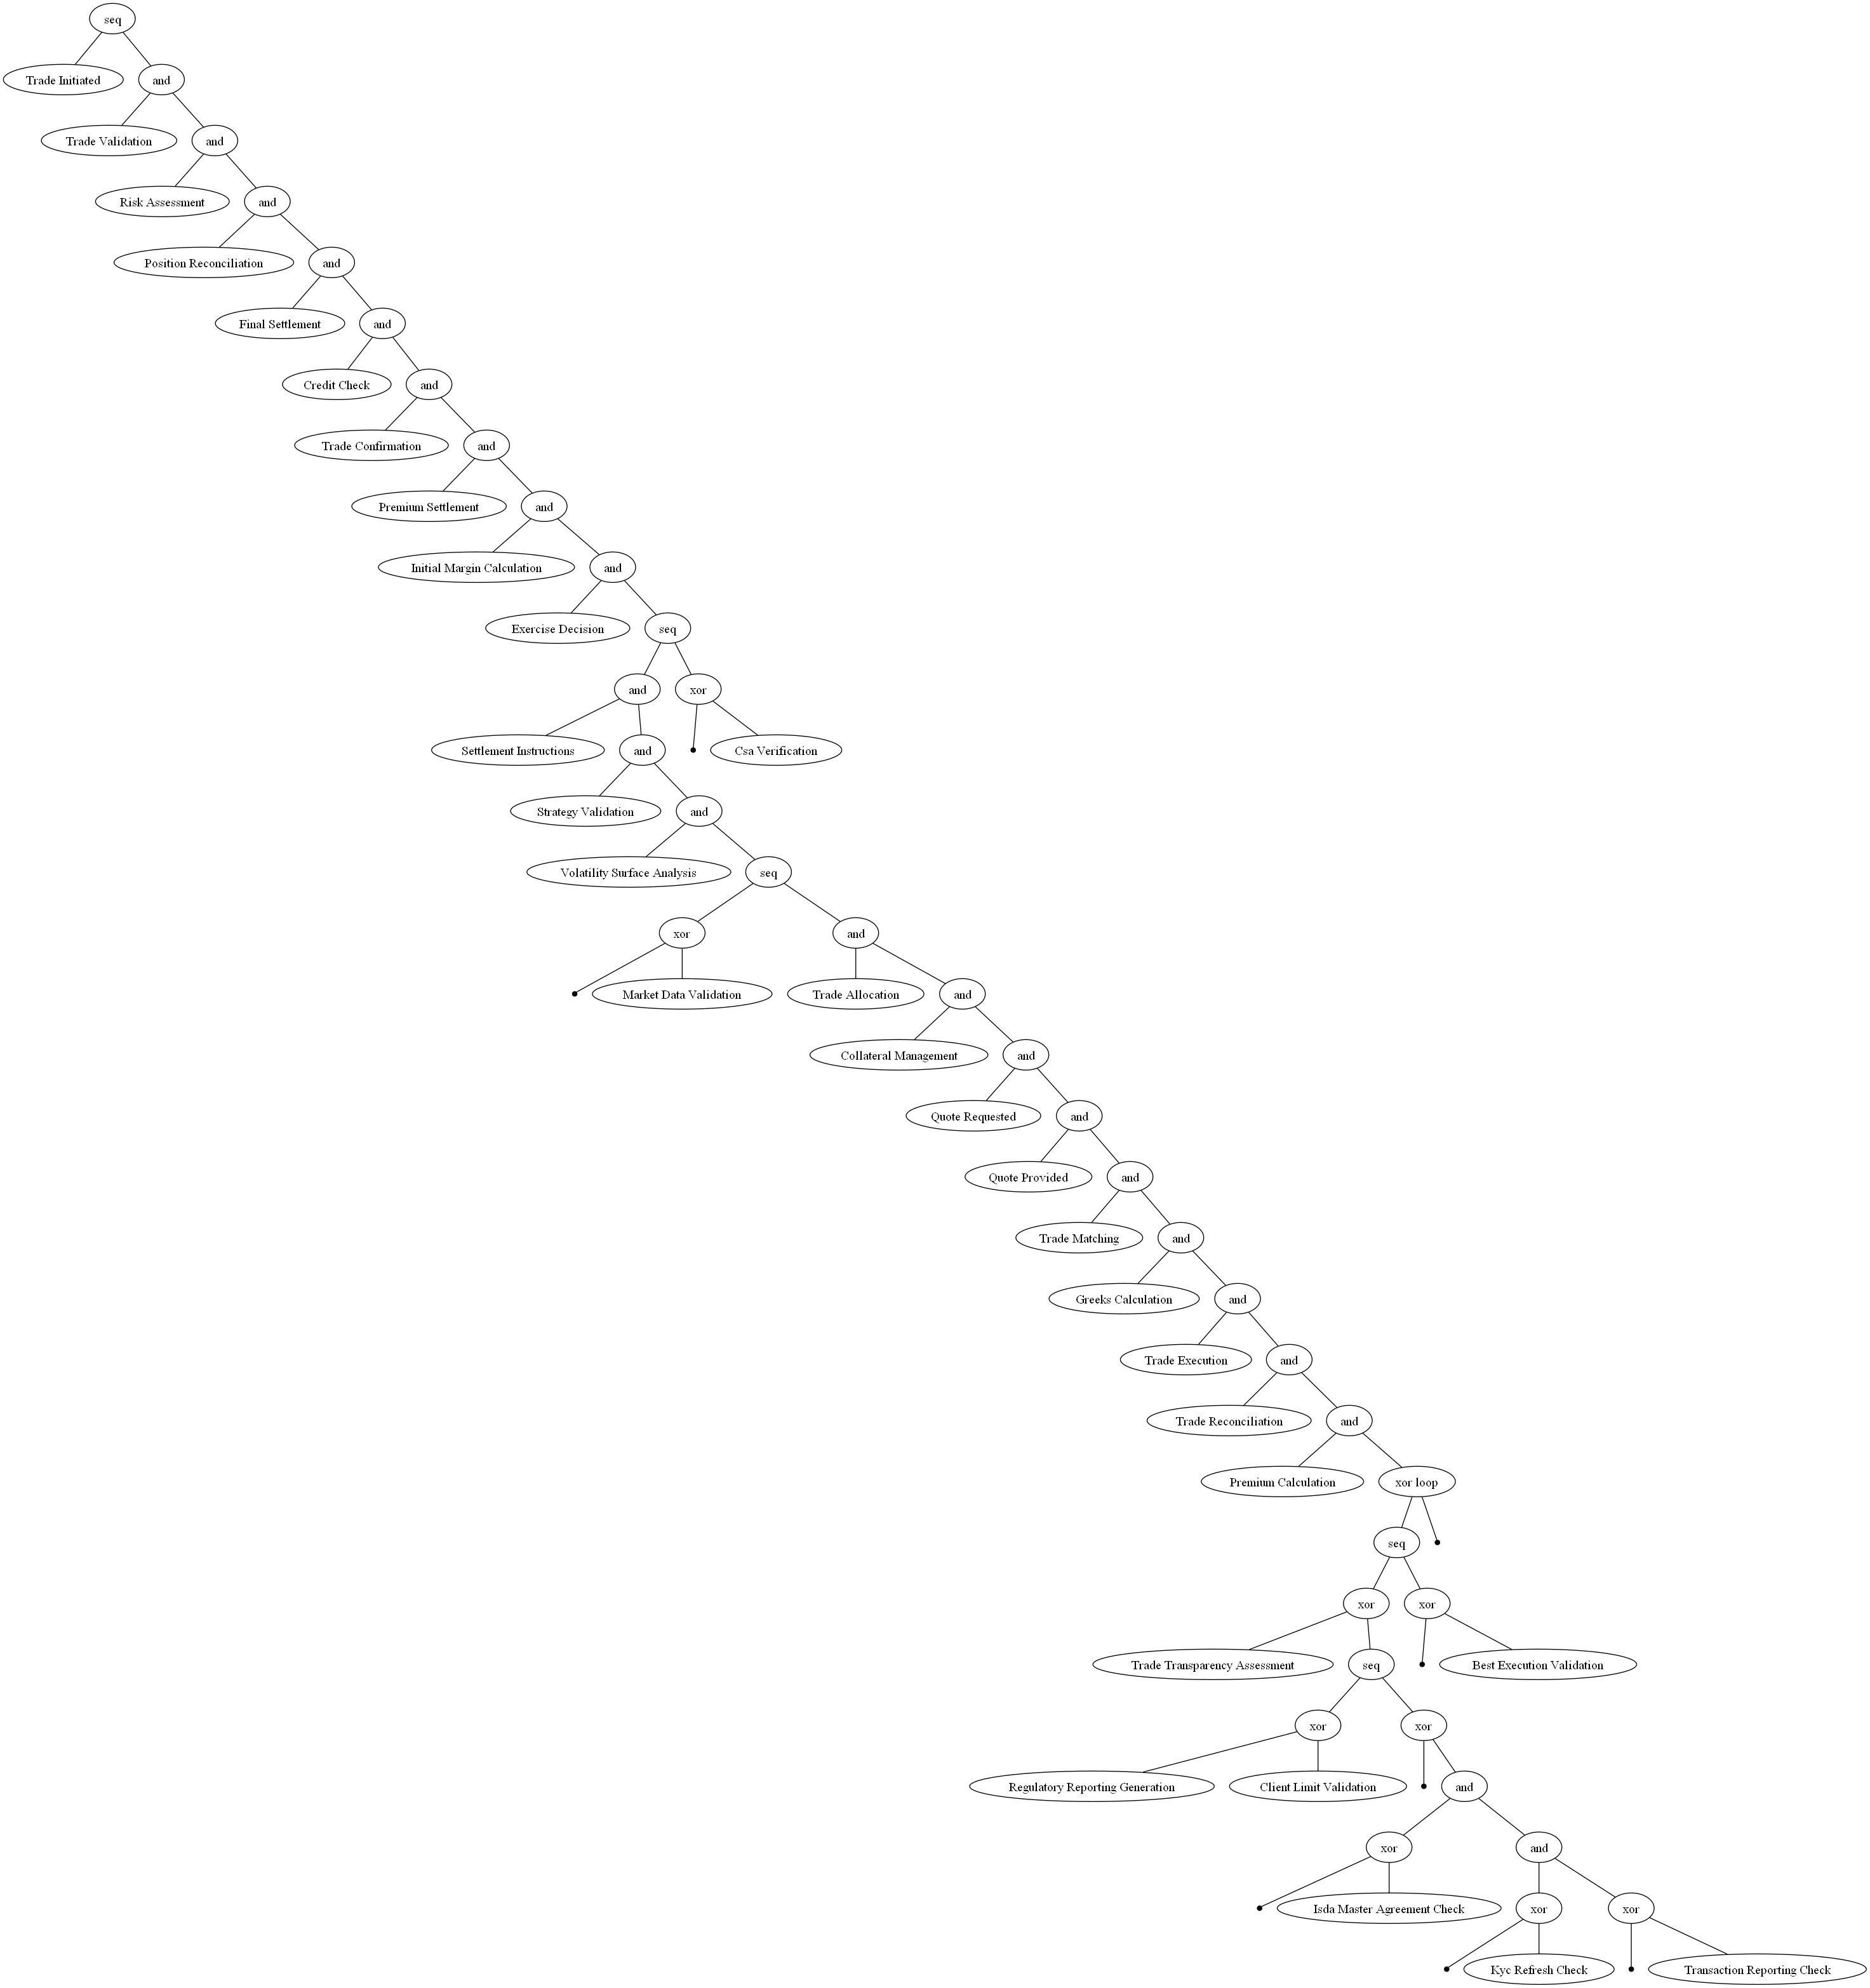 seq
Trade Initiated
and
Trade Validation
and
Risk Assessment
and
Position Reconciliation
and
Final Settlement
and
Credit Check
and
Trade Confirmation
and
Premium Settlement
and
Initial Margin Calculation
and
Exercise Decision
seq
and
xor
Settlement Instructions
and
Csa Verification
Strategy Validation
and
Volatility Surface Analysis
seq
xor
and
Market Data Validation
Trade Allocation
and
Collateral Management
and
Quote Requested
and
Quote Provided
and
Trade Matching
and
Greeks Calculation
and
Trade Execution
and
Trade Reconciliation
and
Premium Calculation
xor loop
seq
xor
xor
Trade Transparency Assessment
seq
Best Execution Validation
xor
xor
Regulatory Reporting Generation
Client Limit Validation
and
xor
and
Isda Master Agreement Check
xor
xor
Kyc Refresh Check
Transaction Reporting Check